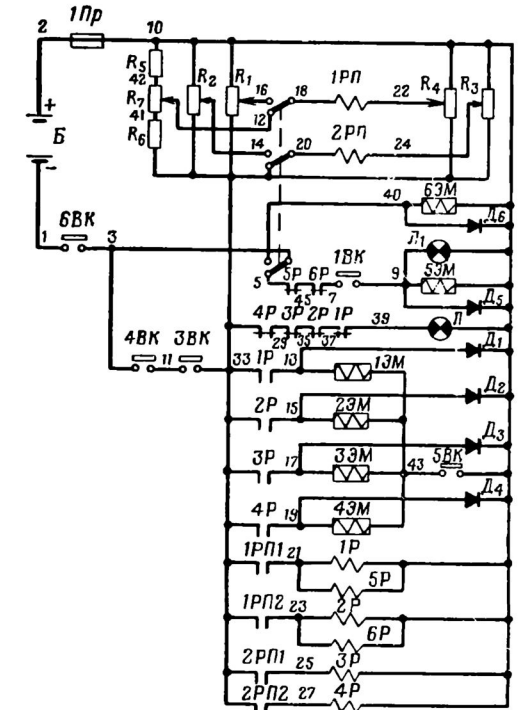 2 1Пр 10
R5
42
R7
41
R6
R2 R1 16 18 1РП 22 R4 R3
12
14 20 2РП 24
+
Б
-
1 6ВК 3
40 6ЭМ
Д6
Л1
5 5Р 6Р 1ВК 9 5ЭМ
45 7
Д5
4Р 3Р 2Р 1Р 39 Л
29 35 37
4ВК 3ВК
11 33 1Р 13 1ЭМ Д1
2Р 15 2ЭМ Д2
3Р 17 3ЭМ 43 5ВК Д3
4Р 19 4ЭМ Д4
1РП1 21 1Р
5Р
1РП2 23 2Р
6Р
2РП1 25 3Р
2РП2 27 4Р